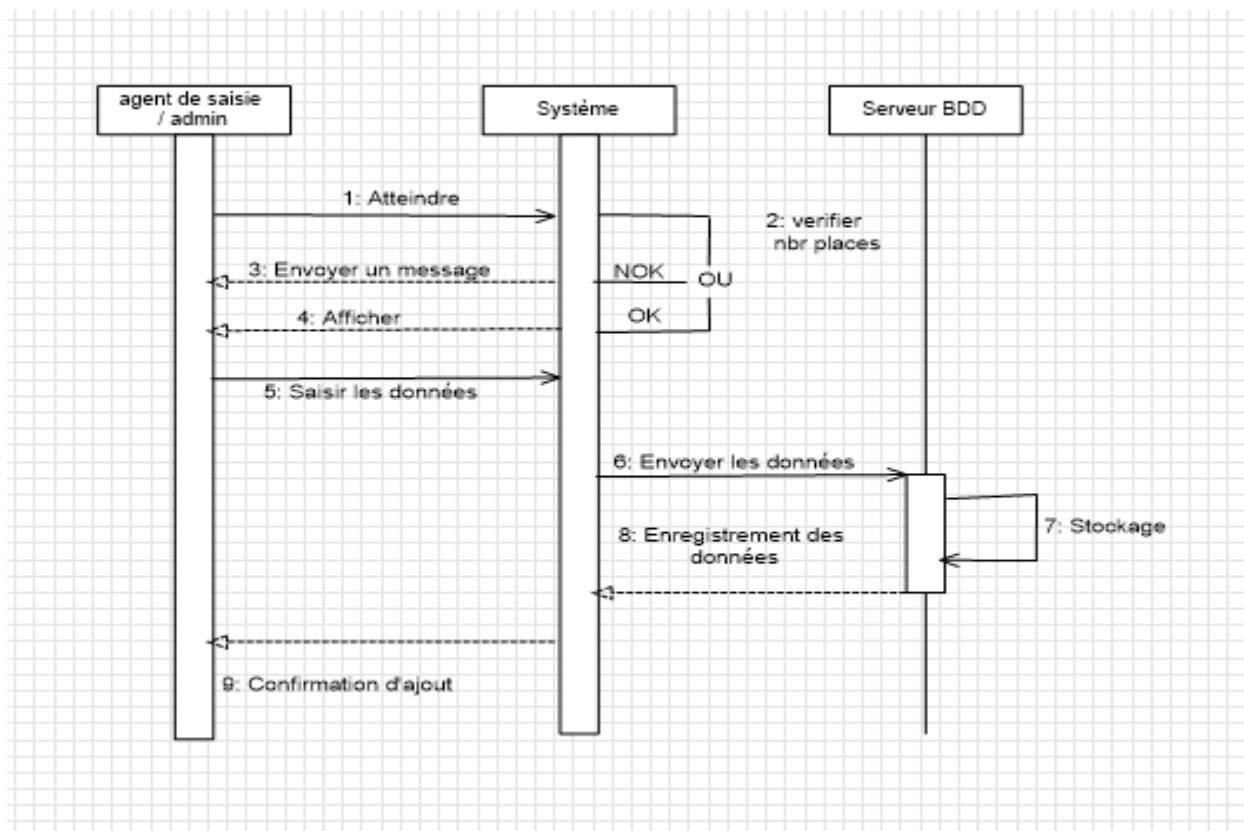 agent de saisie
/ admin
Système
Serveur BDD
1: Atteindre
2: verifier
nbr places
3: Envoyer un message
NOK
OU
4: Afficher
OK
5: Saisir les données
6: Envoyer les données
7: Stockage
8: Enregistrement des
données
9: Confirmation d'ajout